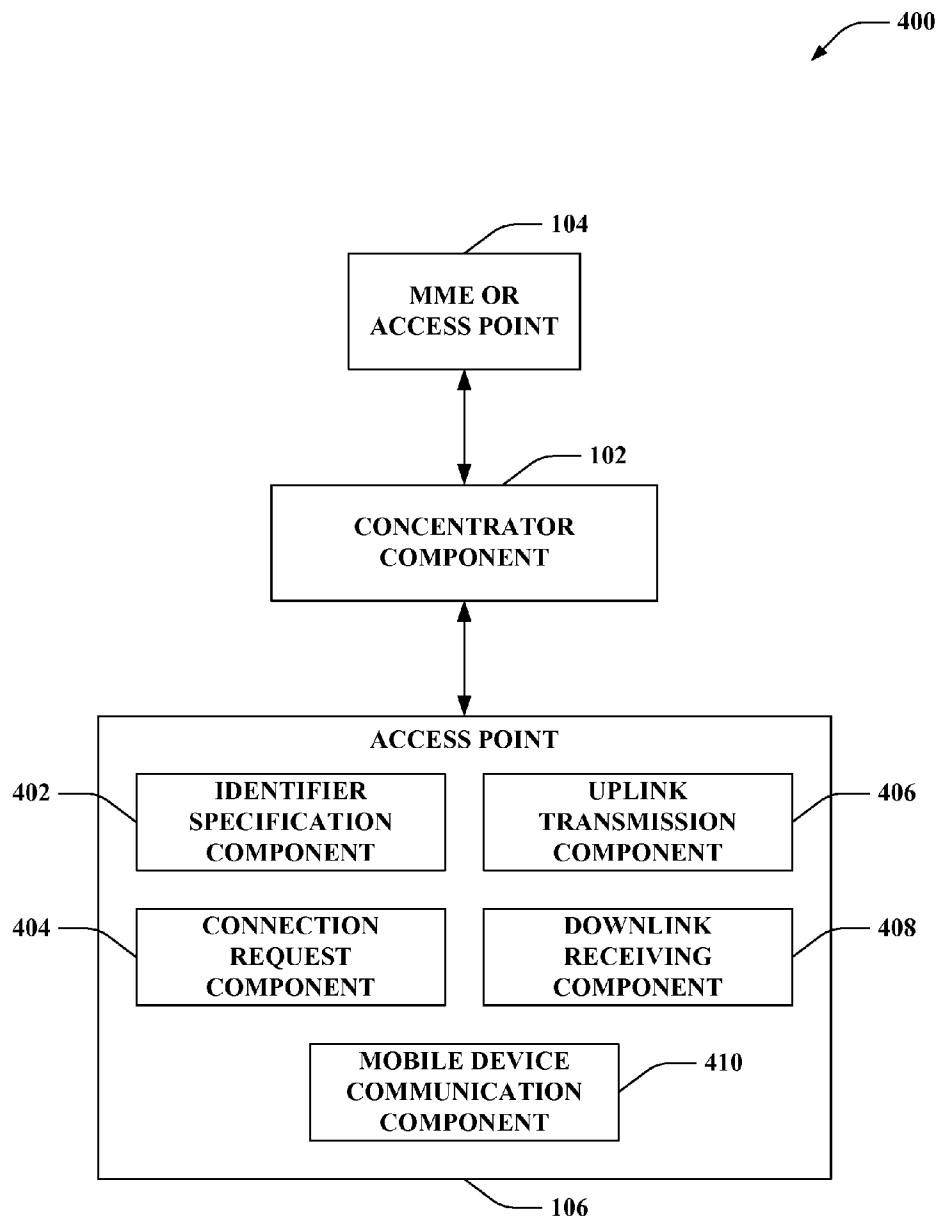 400
104
MME OR
ACCESS POINT
102
CONCENTRATOR
COMPONENT
ACCESS POINT
402
IDENTIFIER
SPECIFICATION
COMPONENT
UPLINK
TRANSMISSION
COMPONENT
406
404
CONNECTION
REQUEST
COMPONENT
DOWNLINK
RECEIVING
COMPONENT
408
MOBILE DEVICE
COMMUNICATION
COMPONENT
410
106